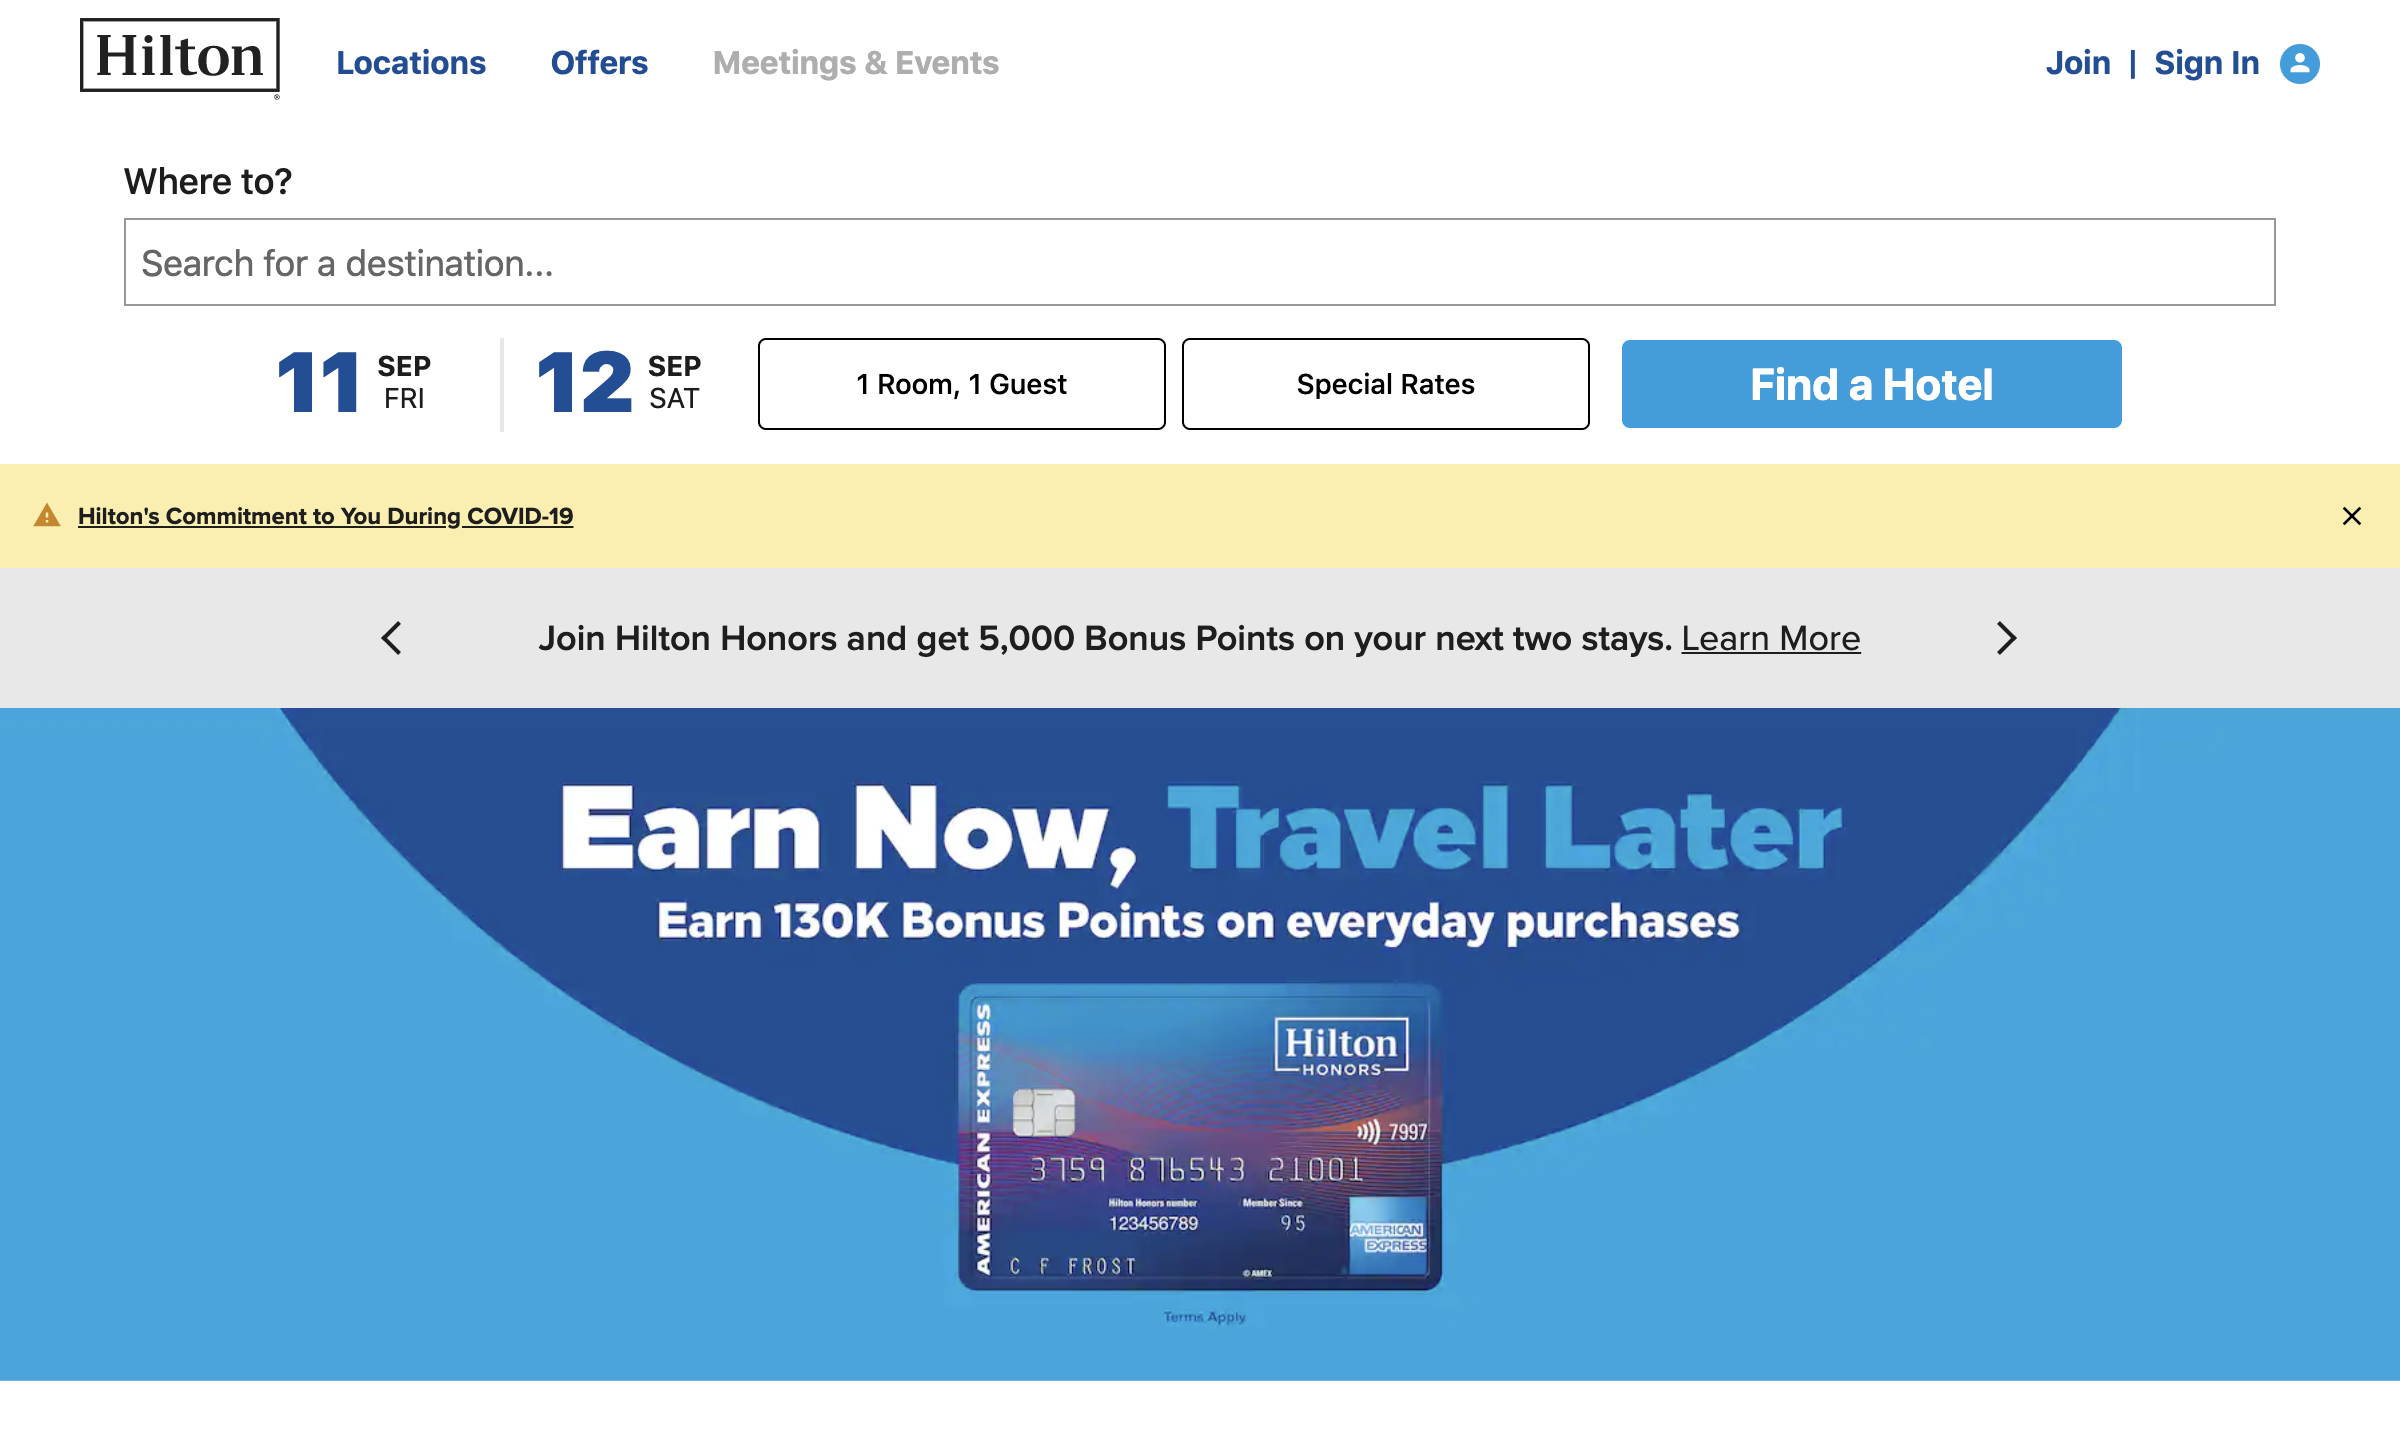 Hilton
Locations
Offers
Meetings & Events
Join | Sign In
Where to?
Search for a destination...
11 SEP FRI
12 SEP SAT
1 Room, 1 Guest
Special Rates
Find a Hotel
Hilton's Commitment to You During COVID-19
Join Hilton Honors and get 5,000 Bonus Points on your next two stays. Learn More
Earn Now, Travel Later
Earn 130K Bonus Points on everyday purchases
AMERICAN EXPRESS
Hilton
HONORS
7997
3759 876543 21001
Hilton Honors number
Member Since
123456789
95
AMERICAN
EXPRESS
C F FROST
© AMEX
Terms Apply